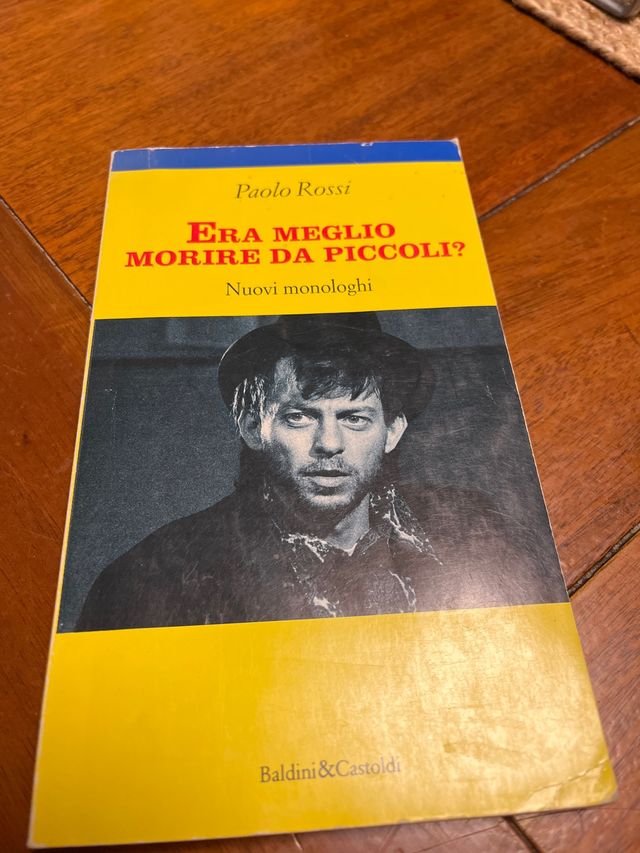 Paolo Rossi
ERA MEGLIO
MORIRE DA PICCOLI?
Nuovi monologhi
Baldini&Castoldi